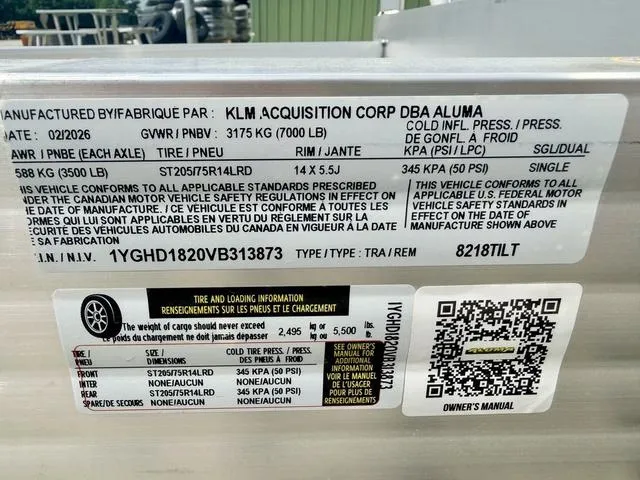 MANUFACTURED BY/FABRIQUÉ PAR : KLM ACQUISITION CORP DBA ALUMA
DATE: 02/2026 GVWR / PNBV : 3175 KG (7000 LB) COLD INFL. PRESS./ PRESS. DE GONFL. À FROID
GAWR / PNBE (EACH AXLE) TIRE / PNEU RIM / JANTE KPA (PSI / LPC) SGL/DUAL
588 KG (3500 LB) ST205/75R14LRD 14 X 5.5J 345 KPA (50 PSI) SINGLE
THIS VEHICLE CONFORMS TO ALL APPLICABLE STANDARDS PRESCRIBED
UNDER THE CANADIAN MOTOR VEHICLE SAFETY REGULATIONS IN EFFECT ON
THE DATE OF MANUFACTURE. / CE VÉHICULE EST CONFORME À TOUTES LES
NORMES QUI LUI SONT APPLICABLES EN VERTU DU RÈGLEMENT SUR LA
SÉCURITÉ DES VÉHICULES AUTOMOBILES DU CANADA EN VIGUEUR À LA DATE
DE SA FABRICATION
THIS VEHICLE CONFORMS TO ALL
APPLICABLE U.S. FEDERAL MOTOR
VEHICLE SAFETY STANDARDS
IN EFFECT ON THE DATE OF
MANUFACTURE SHOWN ABOVE.
V.I.N. / N.I.V. 1YGHD1820VB313873 TYPE / TYPE : TRA / REM 8218TILT
TIRE AND LOADING INFORMATION
RENSEIGNEMENTS SUR LES PNEUS ET LE CHARGEMENT
The weight of cargo should never exceed
Le poids du chargement ne doit jamais dépasser 2,495 kg or kg ou 5,500 lbs. lb.
TIRE / PNEU SIZE / DIMENSIONS COLD TIRE PRESS. / PRESS. DES PNEUS À FROID
FRONT ST205/75R14LRD 345 KPA (50 PSI)
INTER NONE/AUCUN NONE/AUCUN
REAR ST205/75R14LRD 345 KPA (50 PSI)
SPARE/DE SECOURS NONE/AUCUN NONE/AUCUN
SEE OWNER'S
MANUAL FOR
ADDITIONAL
INFORMATION
VOIR LE MANUEL
DE L'USAGER
POUR PLUS DE
RENSEIGNEMENTS
1YGHD1820VB313873
OWNER'S MANUAL